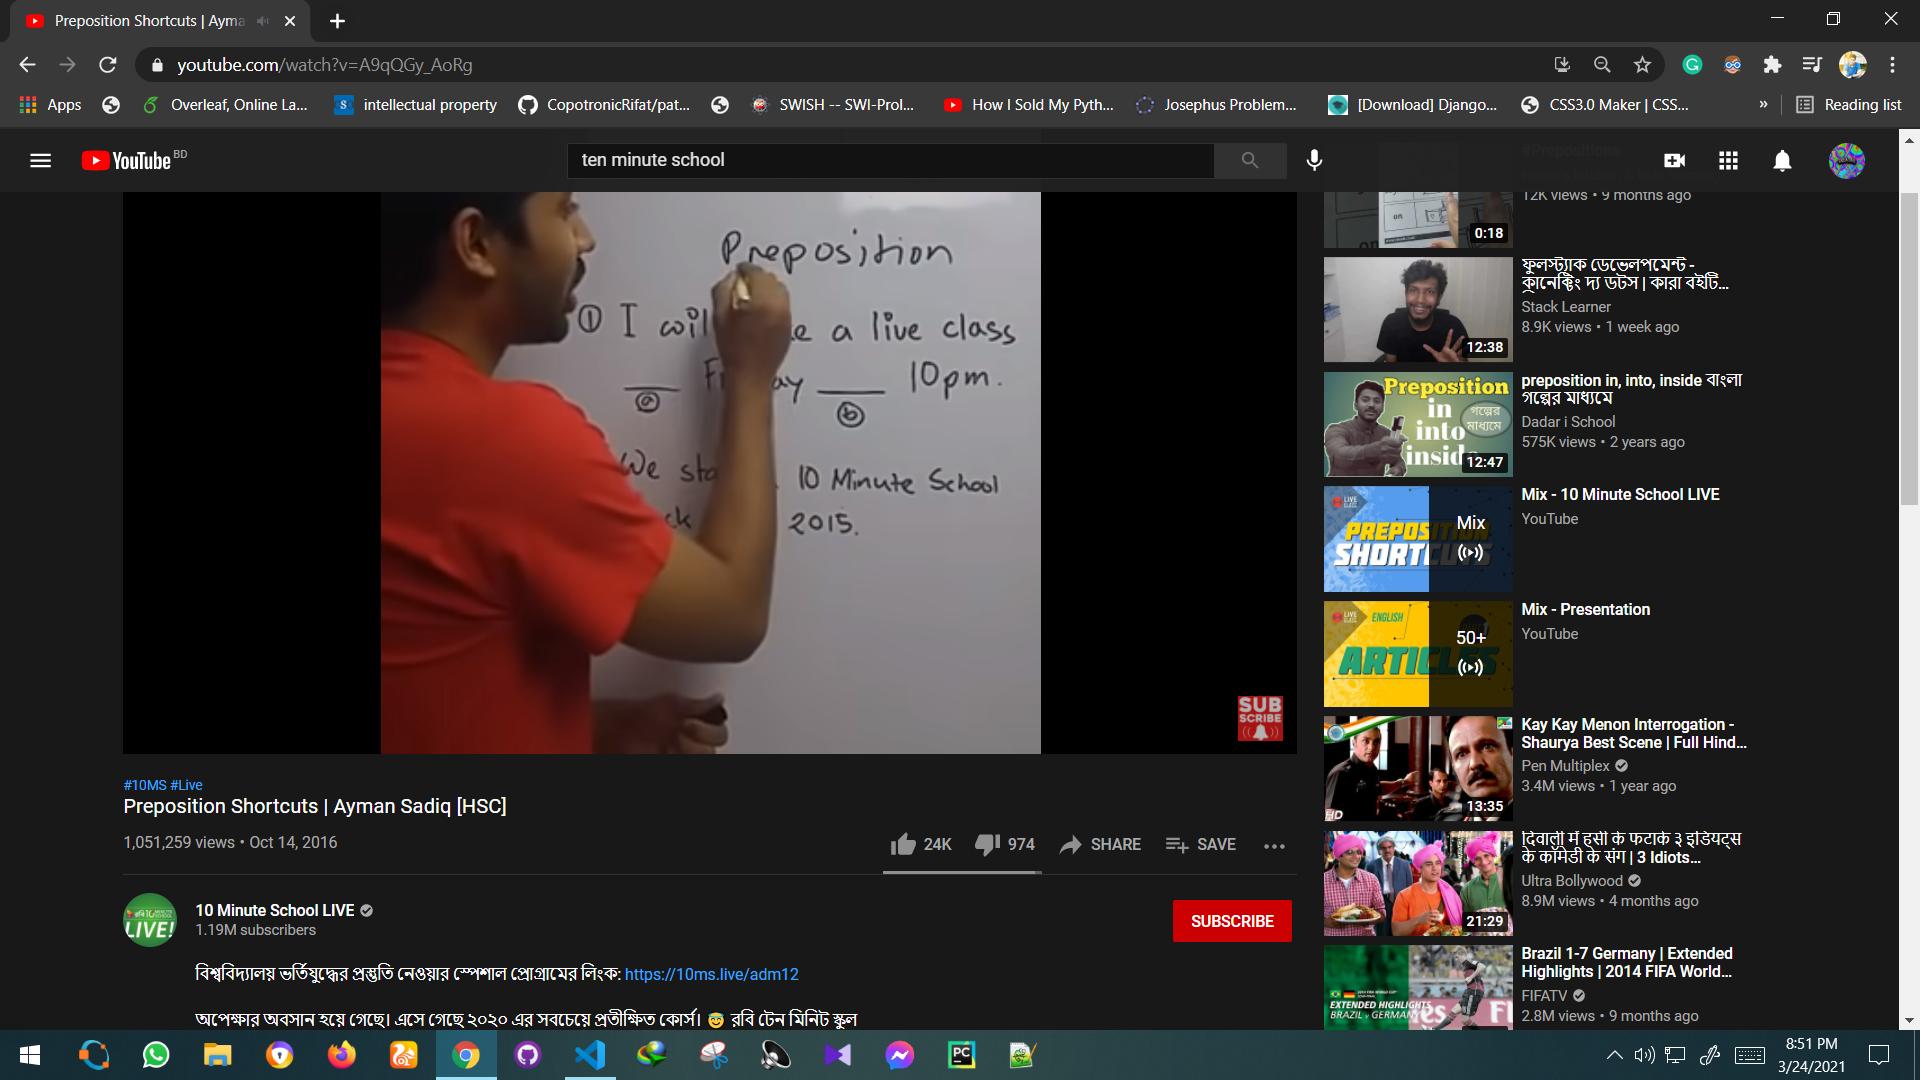 Preposition Shortcuts | Ayma
youtube.com/watch?v=A9qQGy_AoRg
Apps
Overleaf, Online La...
intellectual property
CopotronicRifat/pat...
SWISH -- SWI-Prol...
How I Sold My Pyth...
Josephus Problem...
[Download] Django...
CSS3.0 Maker | CSS...
»
Reading list
YouTube BD
ten minute school
Preposition
① I will a live class
ⓐ ⓑ 10pm.
We 10 Minute School
2015.
SUB
SCRIBE
#10MS #Live
Preposition Shortcuts | Ayman Sadiq [HSC]
1,051,259 views • Oct 14, 2016
24K
974
SHARE
SAVE
LIVE!
10 Minute School LIVE
1.19M subscribers
SUBSCRIBE
বিশ্ববিদ্যালয় ভর্তিযুদ্ধের প্রস্তুতি নেওয়ার স্পেশাল প্রোগ্রামের লিংক: https://10ms.live/adm12
অপেক্ষার অবসান হয়ে গেছে। এসে গেছে ২০২০ এর সবচেয়ে প্রতীক্ষিত কোর্স। 😇 রবি টেন মিনিট স্কুল
12K views • 9 months ago
on
0:18
ফুলস্ট্যাক ডেভেলপমেন্ট -
কানেক্টিং দ্য ডটস | কারা বইটি...
Stack Learner
8.9K views • 1 week ago
12:38
Preposition
in
into
inside
গল্পের
মাধ্যমে
12:47
preposition in, into, inside বাংলা
গল্পের মাধ্যমে
Dadar i School
575K views • 2 years ago
LIVE
PREPOSITION
SHORTCUTS
Mix
Mix - 10 Minute School LIVE
YouTube
LIVE
ENGLISH
ARTICLES
50+
Mix - Presentation
YouTube
HD
13:35
Kay Kay Menon Interrogation -
Shaurya Best Scene | Full Hind...
Pen Multiplex
3.4M views • 1 year ago
21:29
दिवाली में हंसी के फटाके ३ इडियट्स
के कॉमेडी के संग | 3 Idiots...
Ultra Bollywood
8.9M views • 4 months ago
EXTENDED HIGHLIGHTS
BRAZIL v GERMANY
Brazil 1-7 Germany | Extended
Highlights | 2014 FIFA World...
FIFATV
2.8M views • 9 months ago
PC
8:51 PM
3/24/2021